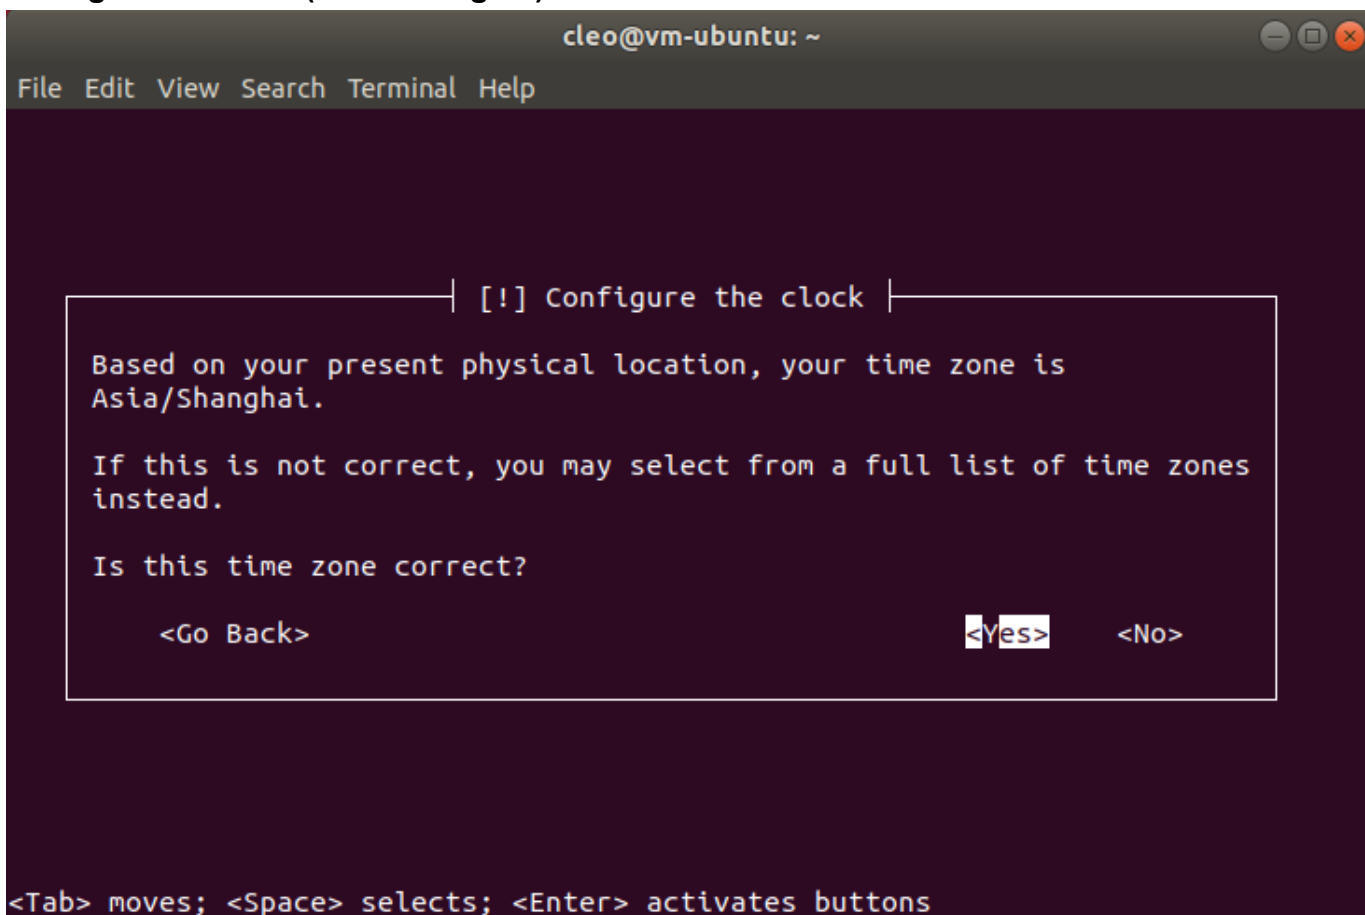 cleo@vm-ubuntu: ~
File Edit View Search Terminal Help
[!] Configure the clock
Based on your present physical location, your time zone is
Asia/Shanghai.
If this is not correct, you may select from a full list of time zones
instead.
Is this time zone correct?
<Go Back> <Yes> <No>
<Tab> moves; <Space> selects; <Enter> activates buttons